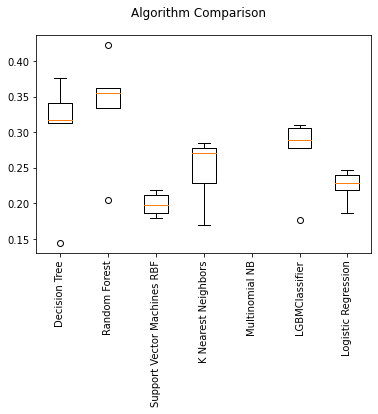 Algorithm Comparison
0.40
0.35
0.30
0.25
0.20
0.15
Decision Tree
Random Forest
Support Vector Machines RBF
K Nearest Neighbors
Multinomial NB
LGBMClassifier
Logistic Regression